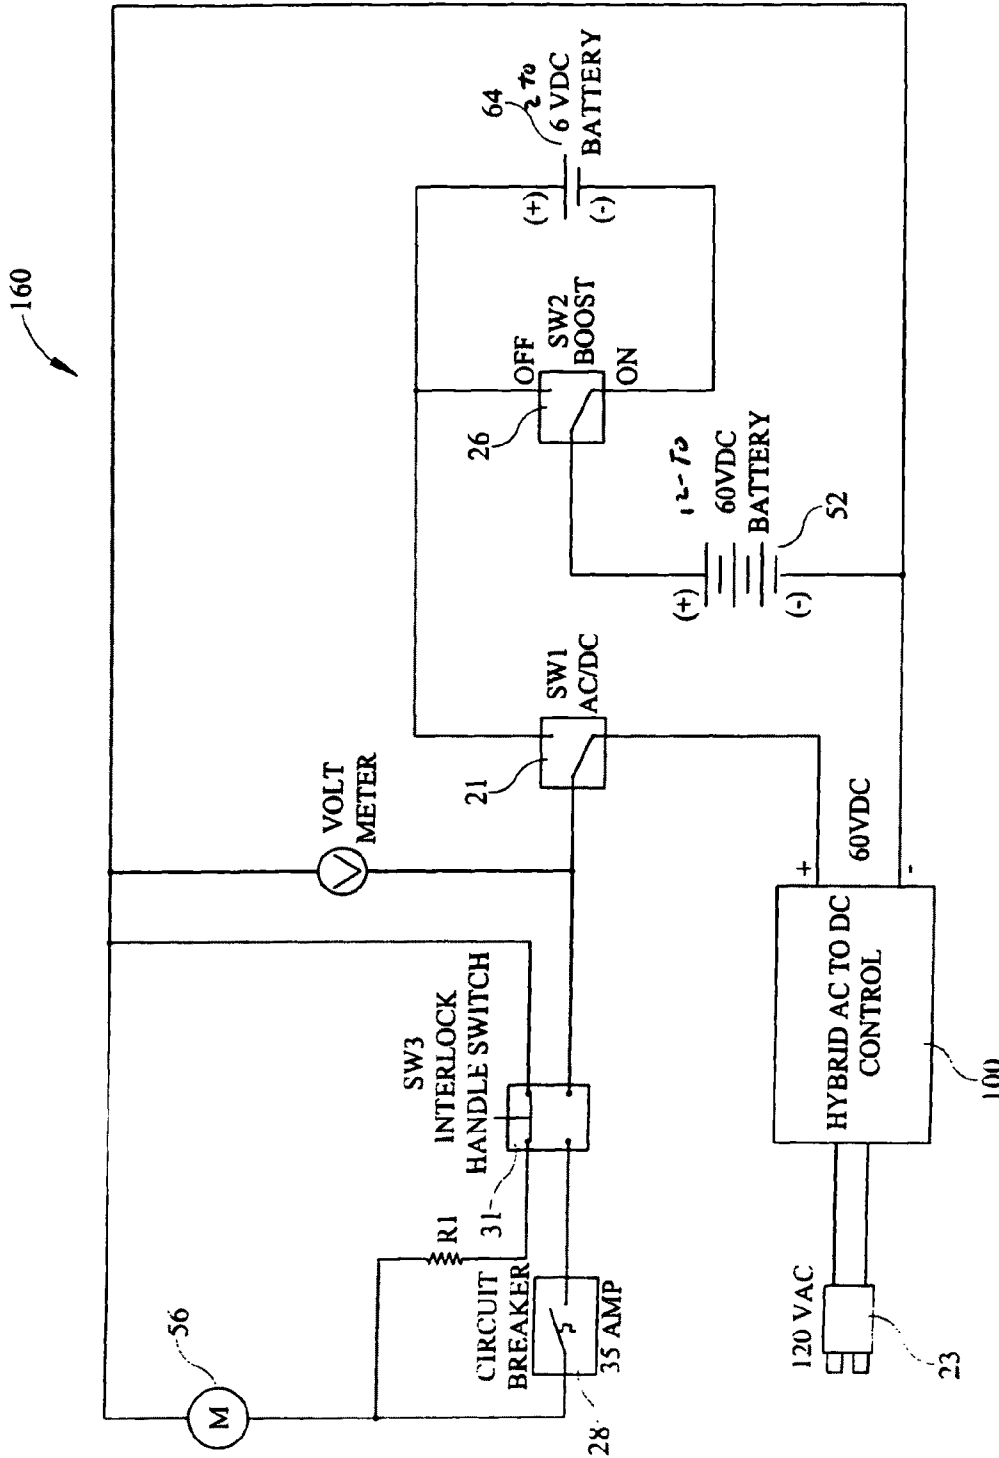 160
64
2 TO
6 VDC
BATTERY
(+)
(-)
OFF
SW2
BOOST
ON
26
12-TO
60VDC
BATTERY
52
(+)
(-)
SW1
AC/DC
21
VOLT
METER
V
SW3
INTERLOCK
HANDLE SWITCH
31
R1
CIRCUIT
BREAKER
35 AMP
28
56
M
+
60VDC
-
HYBRID AC TO DC
CONTROL
100
120 VAC
23